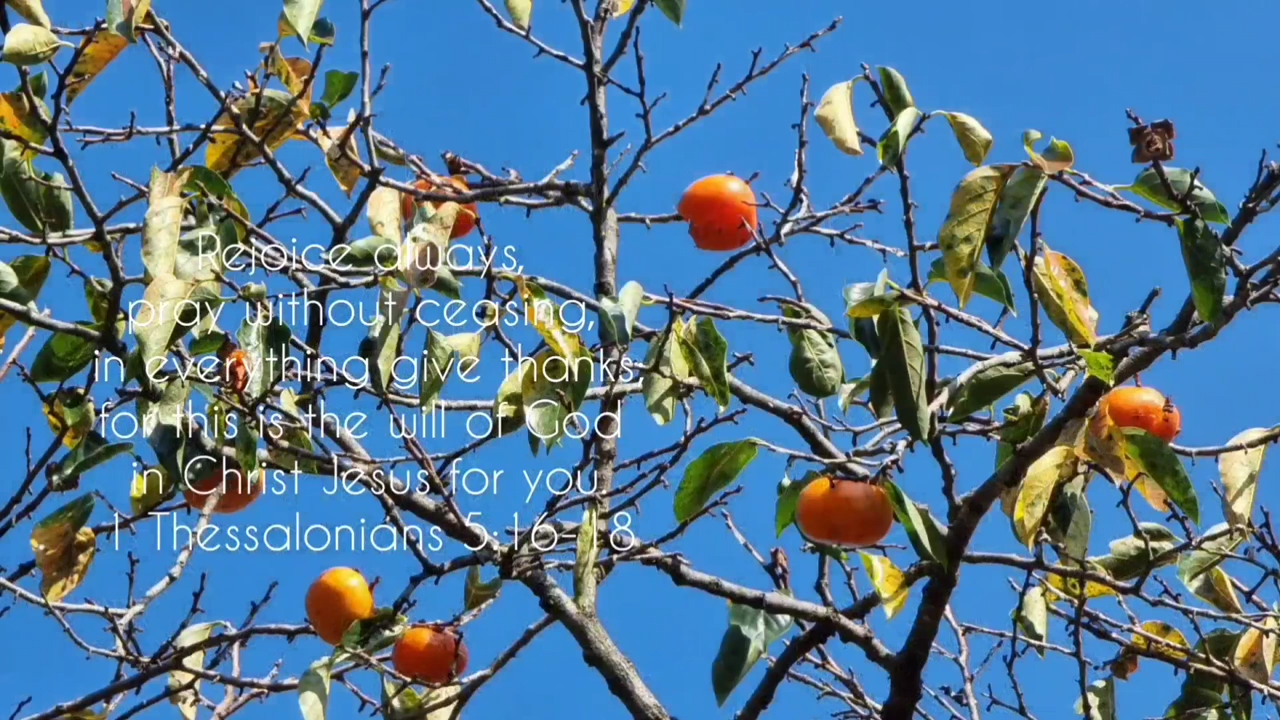 Rejoice always,
pray without ceasing,
in everything give thanks
for this is the will of God
in Christ Jesus for you
1 Thessalonians 5:16-18